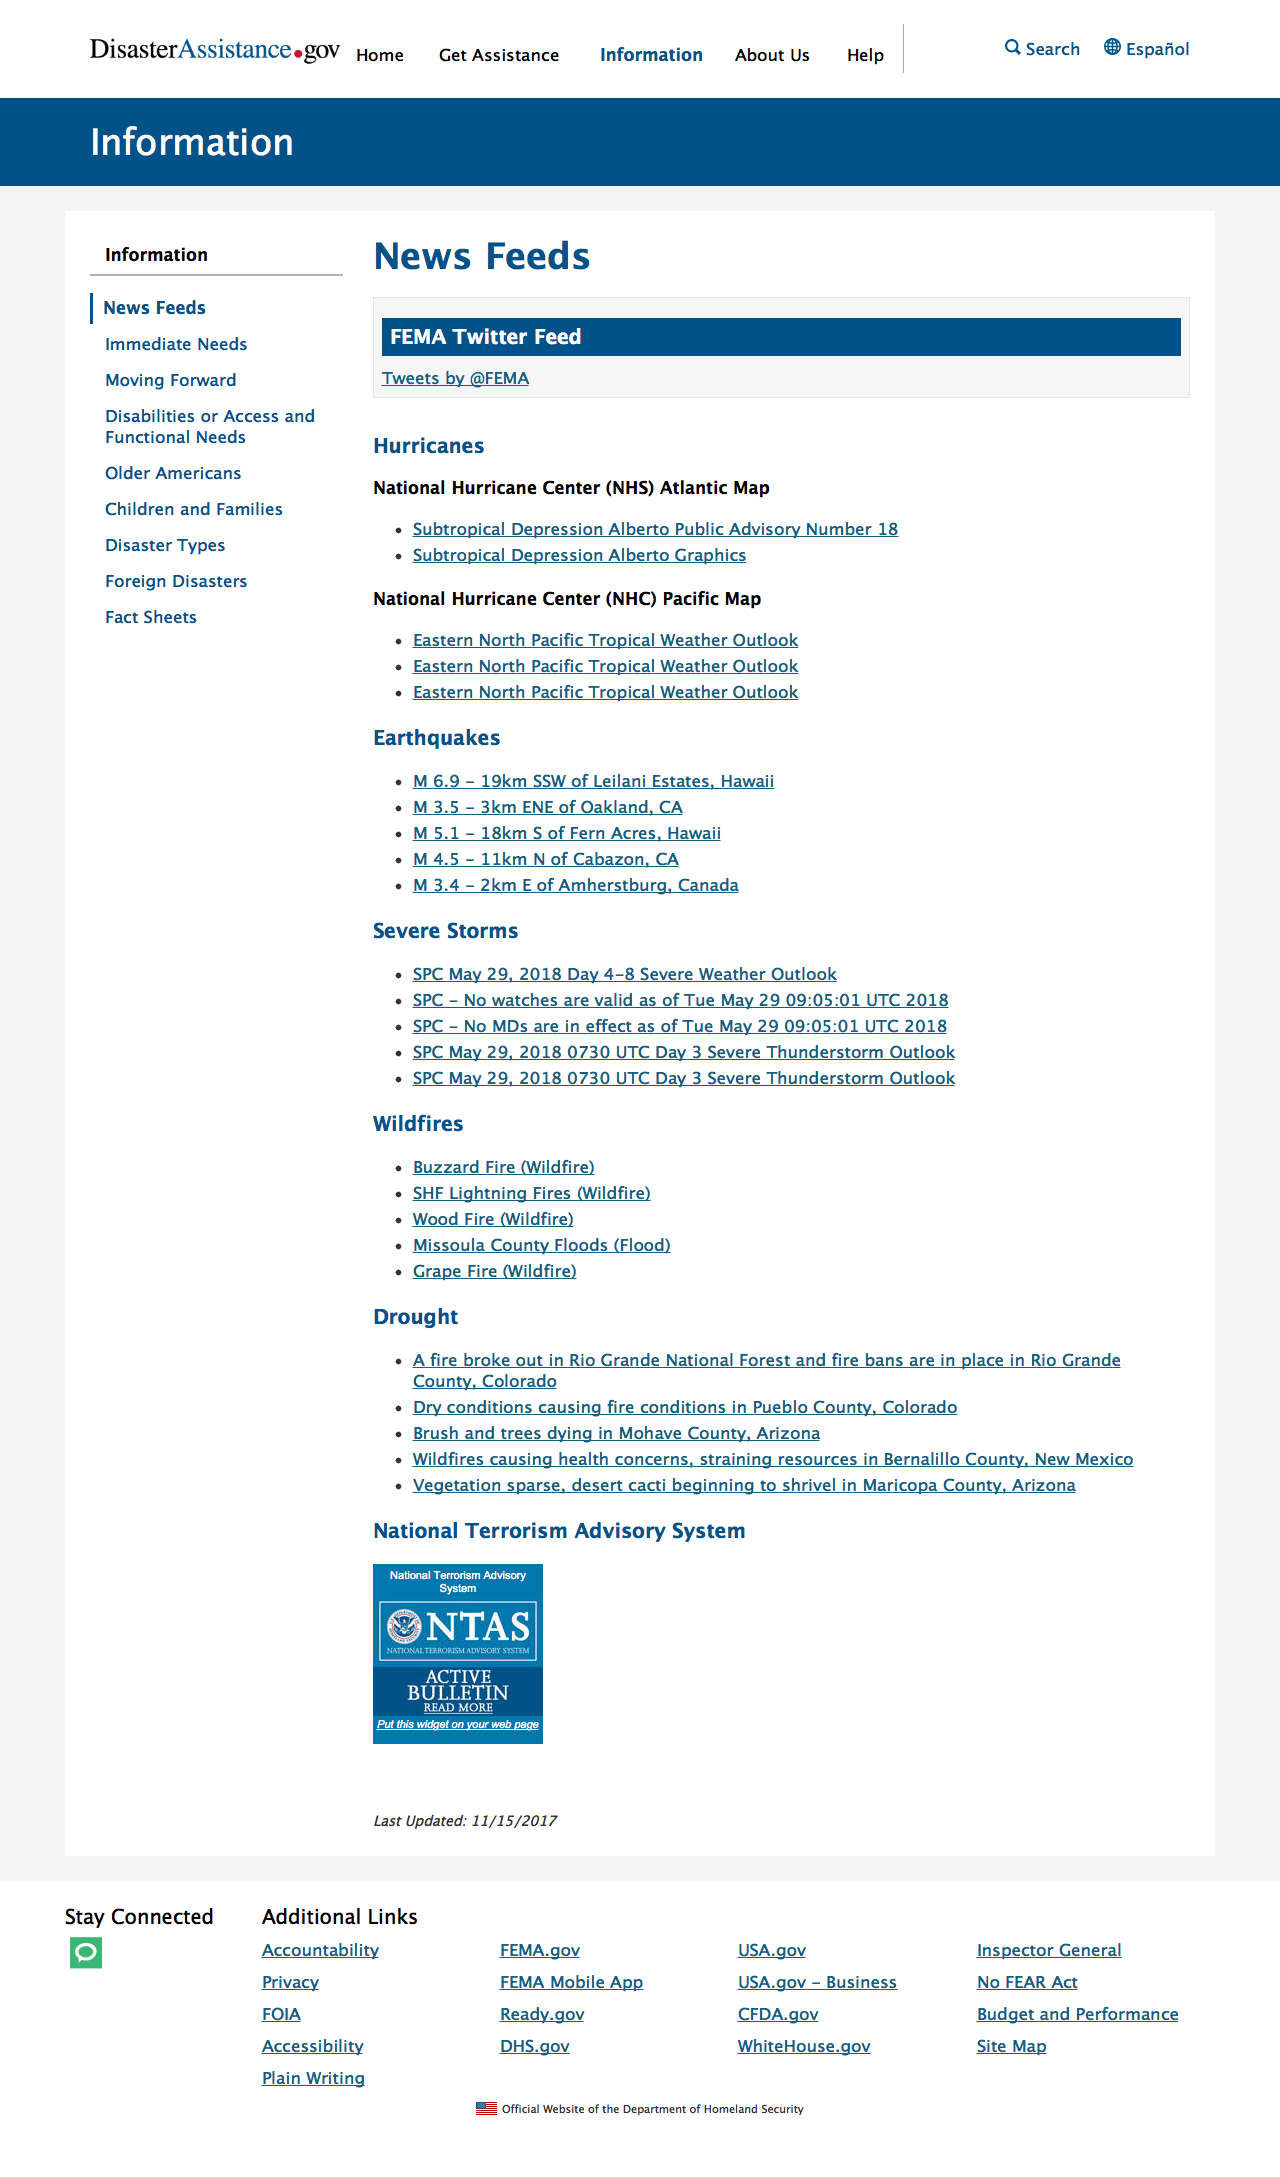 DisasterAssistance.gov
Home
Get Assistance
Information
About Us
Help
Search
Español
Information
Information
News Feeds
Immediate Needs
Moving Forward
Disabilities or Access and
Functional Needs
Older Americans
Children and Families
Disaster Types
Foreign Disasters
Fact Sheets
News Feeds
FEMA Twitter Feed
Tweets by @FEMA
Hurricanes
National Hurricane Center (NHS) Atlantic Map
Subtropical Depression Alberto Public Advisory Number 18
Subtropical Depression Alberto Graphics
National Hurricane Center (NHC) Pacific Map
Eastern North Pacific Tropical Weather Outlook
Eastern North Pacific Tropical Weather Outlook
Eastern North Pacific Tropical Weather Outlook
Earthquakes
M 6.9 - 19km SSW of Leilani Estates, Hawaii
M 3.5 - 3km ENE of Oakland, CA
M 5.1 - 18km S of Fern Acres, Hawaii
M 4.5 - 11km N of Cabazon, CA
M 3.4 - 2km E of Amherstburg, Canada
Severe Storms
SPC May 29, 2018 Day 4-8 Severe Weather Outlook
SPC - No watches are valid as of Tue May 29 09:05:01 UTC 2018
SPC - No MDs are in effect as of Tue May 29 09:05:01 UTC 2018
SPC May 29, 2018 0730 UTC Day 3 Severe Thunderstorm Outlook
SPC May 29, 2018 0730 UTC Day 3 Severe Thunderstorm Outlook
Wildfires
Buzzard Fire (Wildfire)
SHF Lightning Fires (Wildfire)
Wood Fire (Wildfire)
Missoula County Floods (Flood)
Grape Fire (Wildfire)
Drought
A fire broke out in Rio Grande National Forest and fire bans are in place in Rio Grande
County, Colorado
Dry conditions causing fire conditions in Pueblo County, Colorado
Brush and trees dying in Mohave County, Arizona
Wildfires causing health concerns, straining resources in Bernalillo County, New Mexico
Vegetation sparse, desert cacti beginning to shrivel in Maricopa County, Arizona
National Terrorism Advisory System
National Terrorism Advisory
System
NTAS
NATIONAL TERRORISM ADVISORY SYSTEM
ACTIVE
BULLETIN
READ MORE
Put this widget on your web page
Last Updated: 11/15/2017
Stay Connected
Additional Links
Accountability
Privacy
FOIA
Accessibility
Plain Writing
FEMA.gov
FEMA Mobile App
Ready.gov
DHS.gov
USA.gov
USA.gov - Business
CFDA.gov
WhiteHouse.gov
Inspector General
No FEAR Act
Budget and Performance
Site Map
Official Website of the Department of Homeland Security